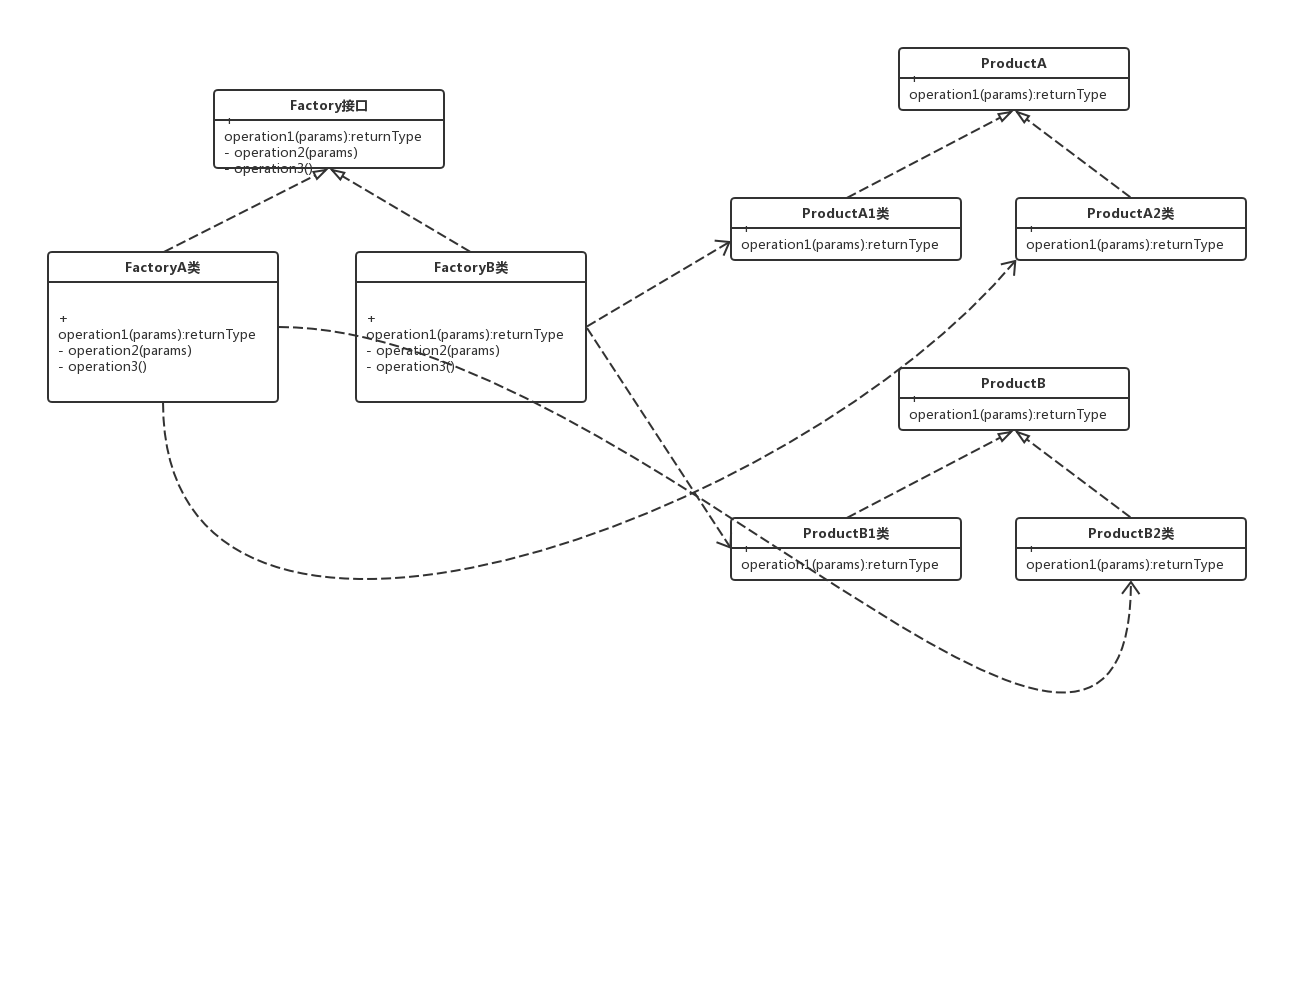 ProductA
+
operation1(params):returnType
Factory接口
+
operation1(params):returnType
- operation2(params)
- operation3()
ProductA1类
+
operation1(params):returnType
ProductA2类
+
operation1(params):returnType
FactoryA类
+
operation1(params):returnType
- operation2(params)
- operation3()
FactoryB类
+
operation1(params):returnType
- operation2(params)
- operation3()
ProductB
+
operation1(params):returnType
ProductB1类
+
operation1(params):returnType
ProductB2类
+
operation1(params):returnType